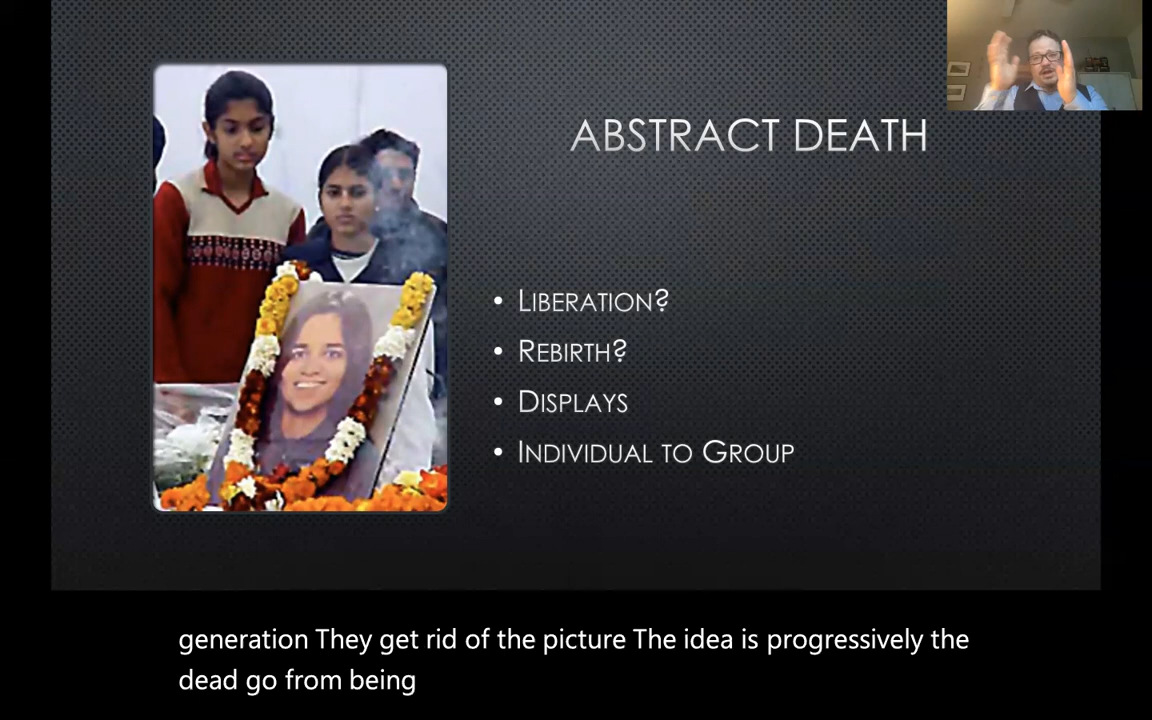 ABSTRACT DEATH
• LIBERATION?
• REBIRTH?
• DISPLAYS
• INDIVIDUAL TO GROUP
generation They get rid of the picture The idea is progressively the
dead go from being